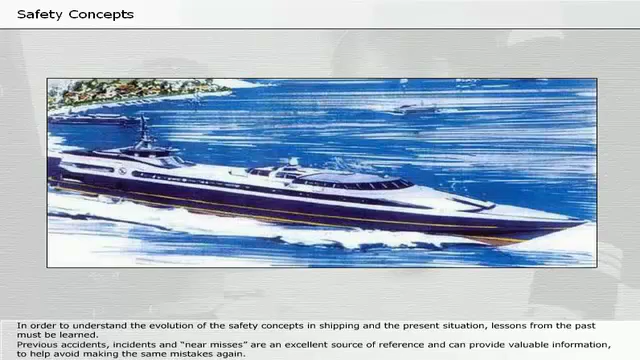 Safety Concepts
In order to understand the evolution of the safety concepts in shipping and the present situation, lessons from the past
must be learned.
Previous accidents, incidents and “near misses” are an excellent source of reference and can provide valuable information,
to help avoid making the same mistakes again.